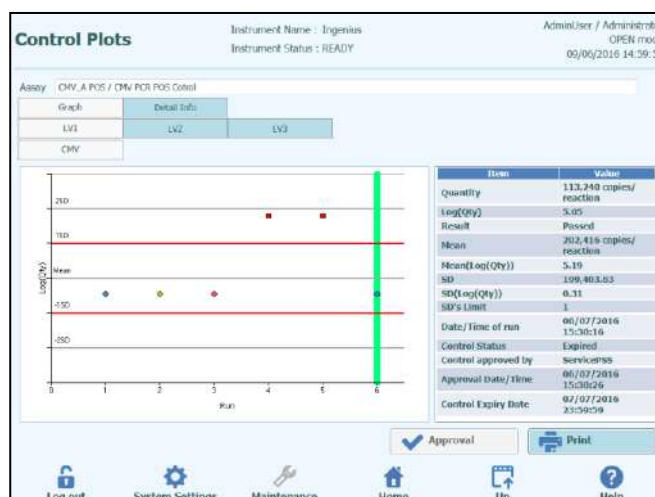 Control Plots
Instrument Name : Ingenius
Instrument Status : READY
AdminUser / Administrat
OPEN mod
09/06/2016 14:59:
Assay CMV_A POS / CMV PCR POS Cotrol
Graph Detail Info
LV1 LV2 LV3
CMV
2SD
1SD
Mean
-1SD
-2SD
Log(Qty)
0 1 2 3 4 5 6
Run
Item Value
Quantity 113,240 copies/
reaction
Log(Qty) 5.05
Result Passed
Mean 202,416 copies/
reaction
Mean(Log(Qty)) 5.19
SD 199,403.63
SD(Log(Qty)) 0.31
SD's Limit 1
Date/Time of run 06/07/2016
15:30:16
Control Status Expired
Control approved by ServicePSS
Approval Date/Time 06/07/2016
15:30:26
Control Expiry Date 07/07/2016
23:59:59
Approval Print
Log out System Settings Maintenance Home Up Help